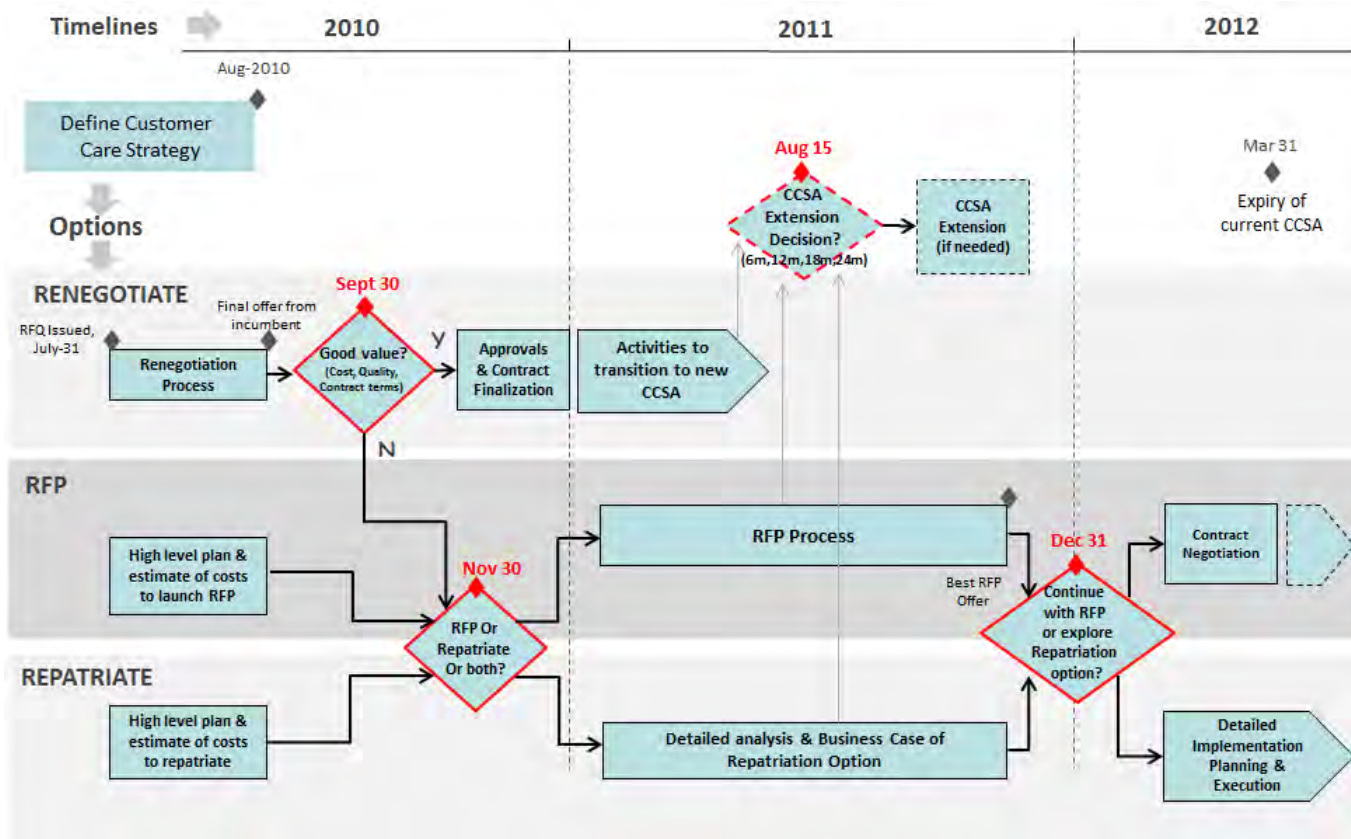 Timelines
2010
2011
2012
Aug-2010
Define Customer
Care Strategy
Options
Aug 15
CCSA
Extension
Decision?
(6m,12m,18m,24m)
CCSA
Extension
(if needed)
Mar 31
Expiry of
current CCSA
RENEGOTIATE
RFQ Issued,
July-31
Final offer from
incumbent
Renegotiation
Process
Sept 30
Good value?
(Cost, Quality,
Contract terms)
Y
N
Approvals
& Contract
Finalization
Activities to
transition to new
CCSA
RFP
High level plan &
estimate of costs
to launch RFP
Nov 30
RFP Or
Repatriate
Or both?
RFP Process
Best RFP
Offer
Dec 31
Continue
with RFP
or explore
Repatriation
option?
Contract
Negotiation
REPATRIATE
High level plan &
estimate of costs
to repatriate
Detailed analysis & Business Case of
Repatriation Option
Detailed
Implementation
Planning &
Execution